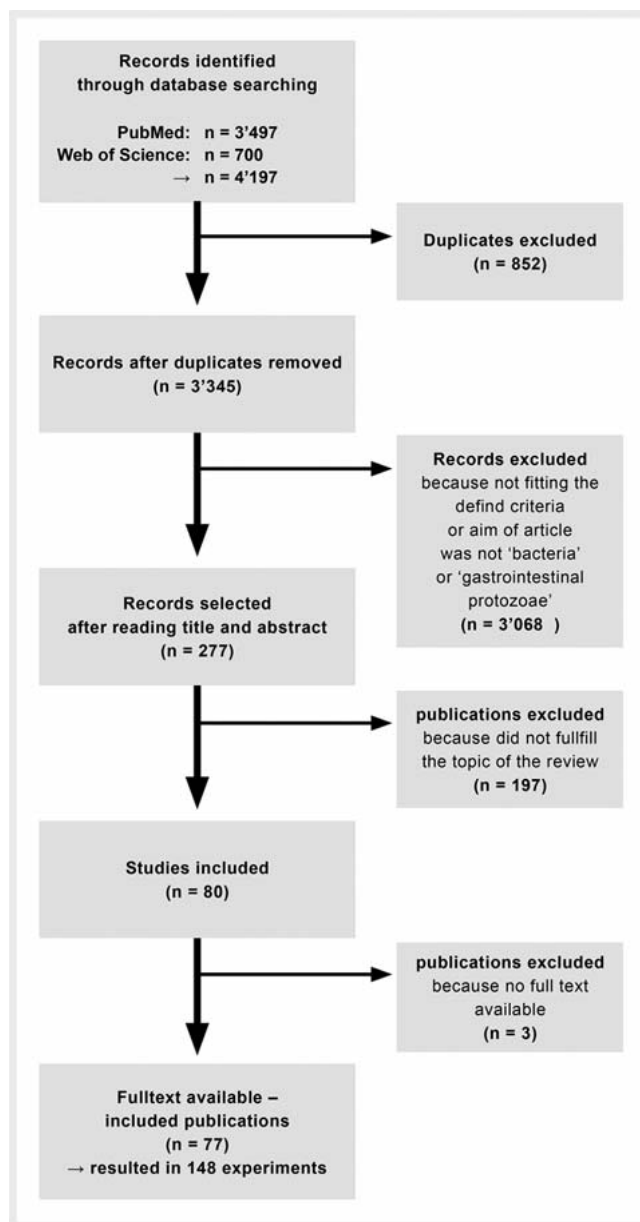 Records identified
through database searching
PubMed: n = 3'497
Web of Science: n = 700
→ n = 4'197
Duplicates excluded
(n = 852)
Records after duplicates removed
(n = 3'345)
Records excluded
because not fitting the
defind criteria
or aim of article
was not ‘bacteria’
or ‘gastrointestinal
protozoae’
(n = 3'068 )
Records selected
after reading title and abstract
(n = 277)
publications excluded
because did not fullfill
the topic of the review
(n = 197)
Studies included
(n = 80)
publications excluded
because no full text
available
(n = 3)
Fulltext available –
included publications
(n = 77)
→ resulted in 148 experiments